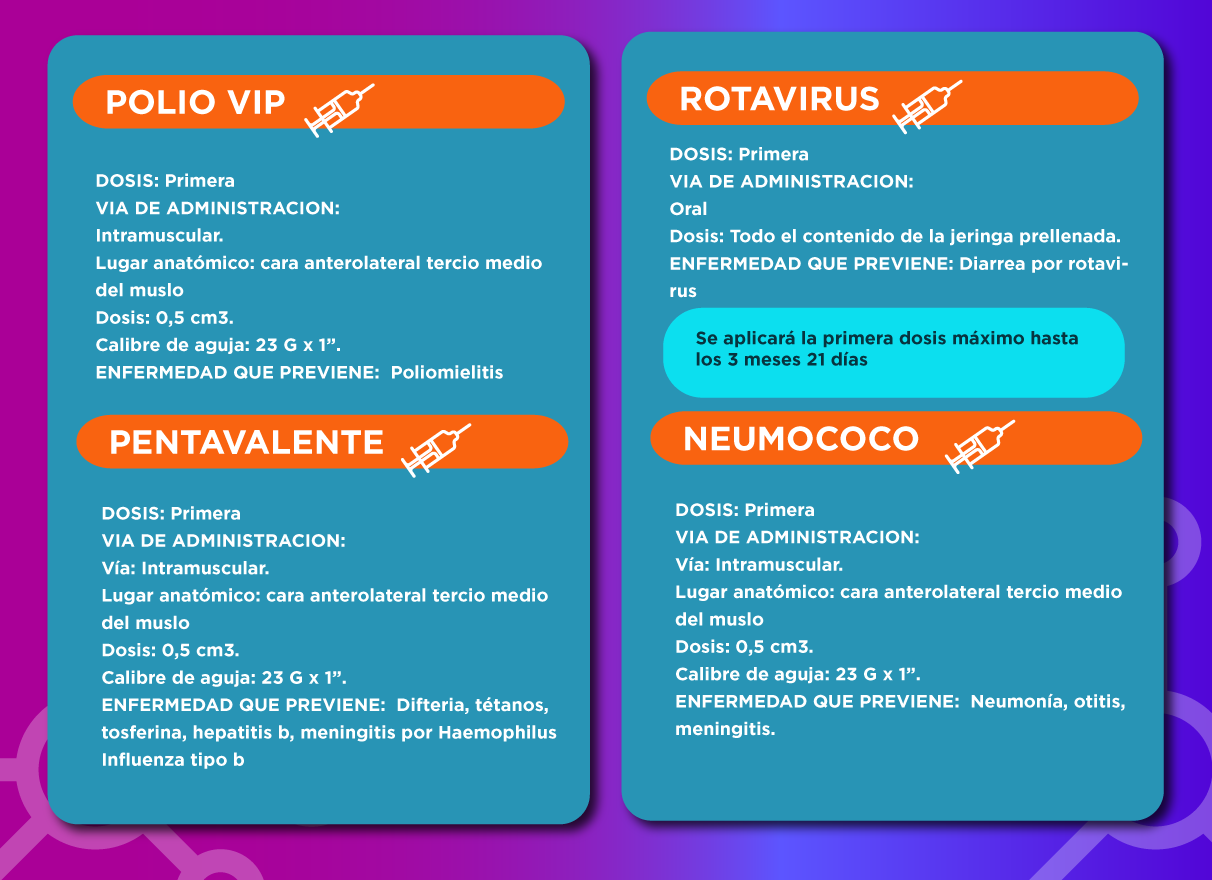 POLIO VIP
DOSIS: Primera
VIA DE ADMINISTRACION:
Intramuscular.
Lugar anatómico: cara anterolateral tercio medio
del muslo
Dosis: 0,5 cm3.
Calibre de aguja: 23 G x 1”.
ENFERMEDAD QUE PREVIENE: Poliomielitis
PENTAVALENTE
DOSIS: Primera
VIA DE ADMINISTRACION:
Vía: Intramuscular.
Lugar anatómico: cara anterolateral tercio medio
del muslo
Dosis: 0,5 cm3.
Calibre de aguja: 23 G x 1”.
ENFERMEDAD QUE PREVIENE: Difteria, tétanos,
tosferina, hepatitis b, meningitis por Haemophilus
Influenza tipo b
ROTAVIRUS
DOSIS: Primera
VIA DE ADMINISTRACION:
Oral
Dosis: Todo el contenido de la jeringa prellenada.
ENFERMEDAD QUE PREVIENE: Diarrea por rotavi-
rus
Se aplicará la primera dosis máximo hasta
los 3 meses 21 días
NEUMOCOCO
DOSIS: Primera
VIA DE ADMINISTRACION:
Vía: Intramuscular.
Lugar anatómico: cara anterolateral tercio medio
del muslo
Dosis: 0,5 cm3.
Calibre de aguja: 23 G x 1”.
ENFERMEDAD QUE PREVIENE: Neumonía, otitis,
meningitis.